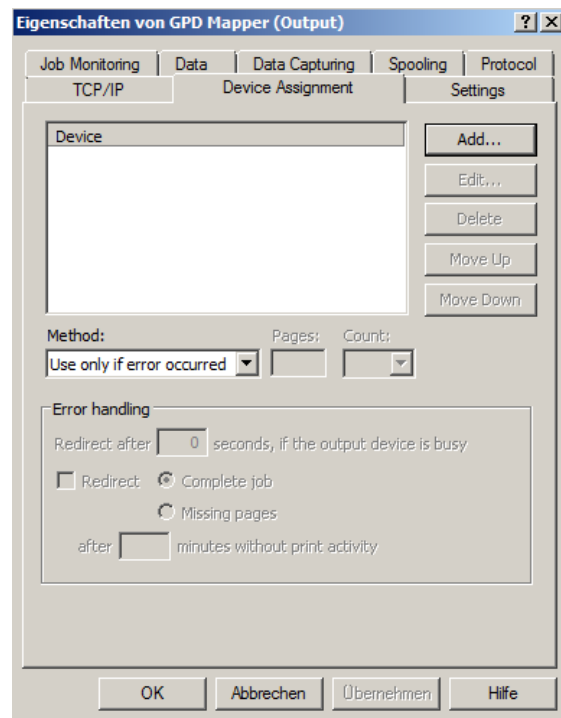 Eigenschaften von GPD Mapper (Output)
Job Monitoring Data Data Capturing Spooling Protocol
TCP/IP Device Assignment Settings
Device
Add...
Edit...
Delete
Move Up
Move Down
Method: Pages: Count:
Use only if error occurred
Error handling
Redirect after 0 seconds, if the output device is busy
Redirect Complete job
Missing pages
after minutes without print activity
OK Abbrechen Übernehmen Hilfe